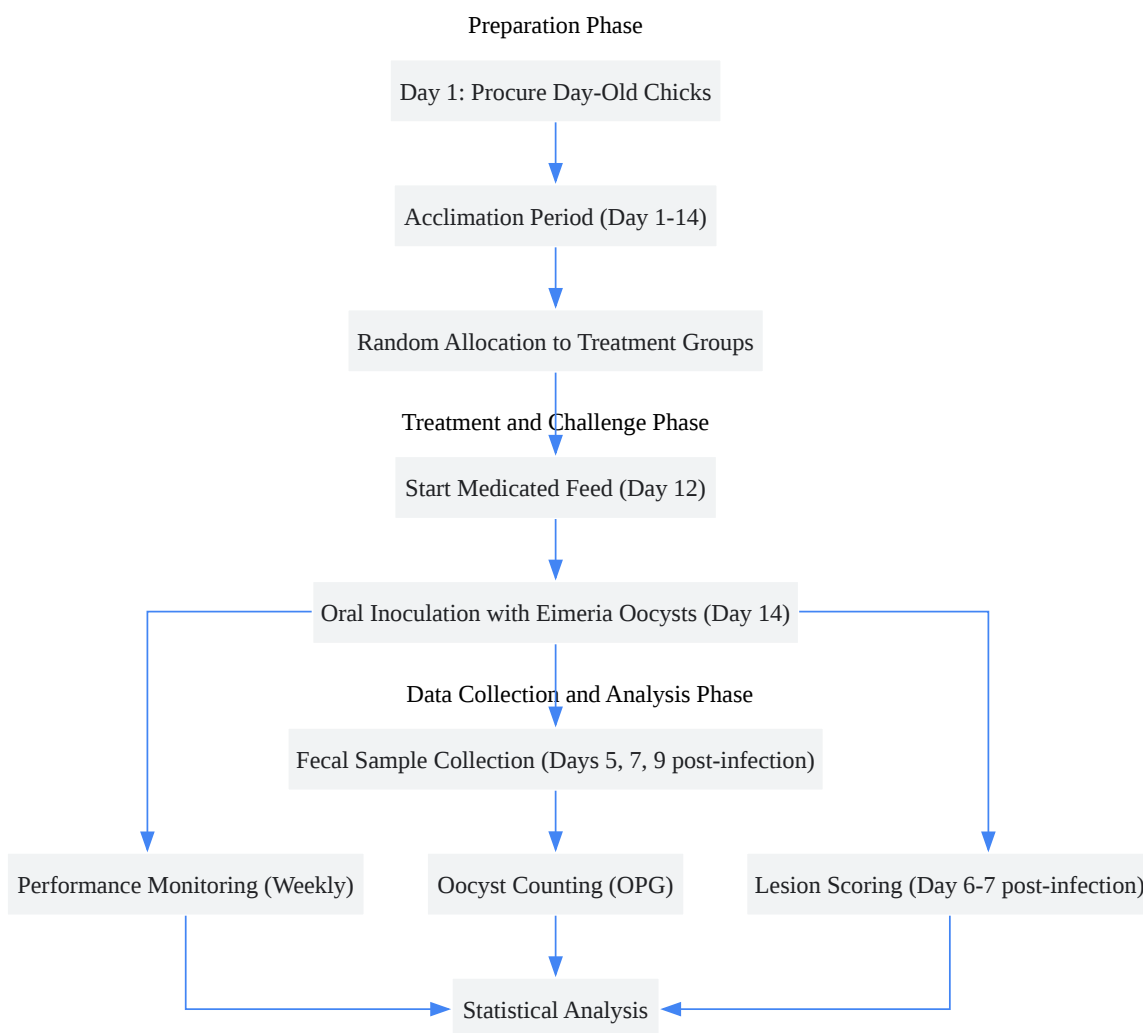 Preparation Phase
Day 1: Procure Day-Old Chicks
Acclimation Period (Day 1-14)
Random Allocation to Treatment Groups
Treatment and Challenge Phase
Start Medicated Feed (Day 12)
Oral Inoculation with Eimeria Oocysts (Day 14)
Data Collection and Analysis Phase
Fecal Sample Collection (Days 5, 7, 9 post-infection)
Performance Monitoring (Weekly)
Oocyst Counting (OPG)
Lesion Scoring (Day 6-7 post-infection)
Statistical Analysis